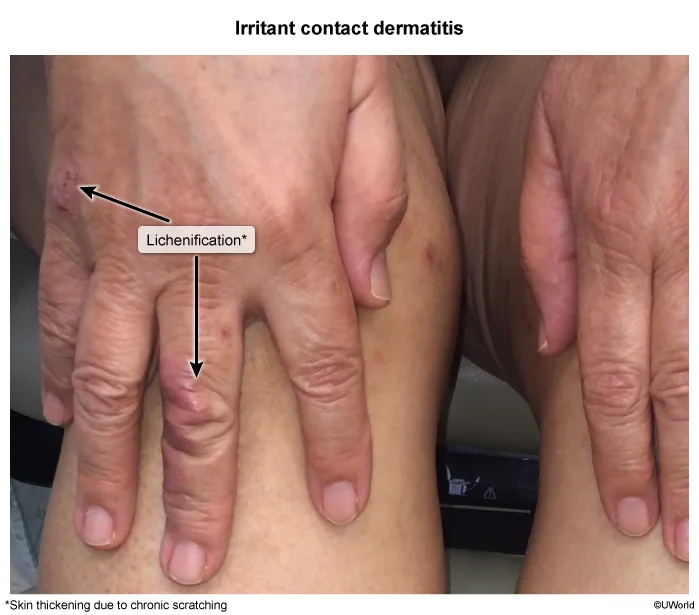 Irritant contact dermatitis
Lichenification*
*Skin thickening due to chronic scratching
©UWorld